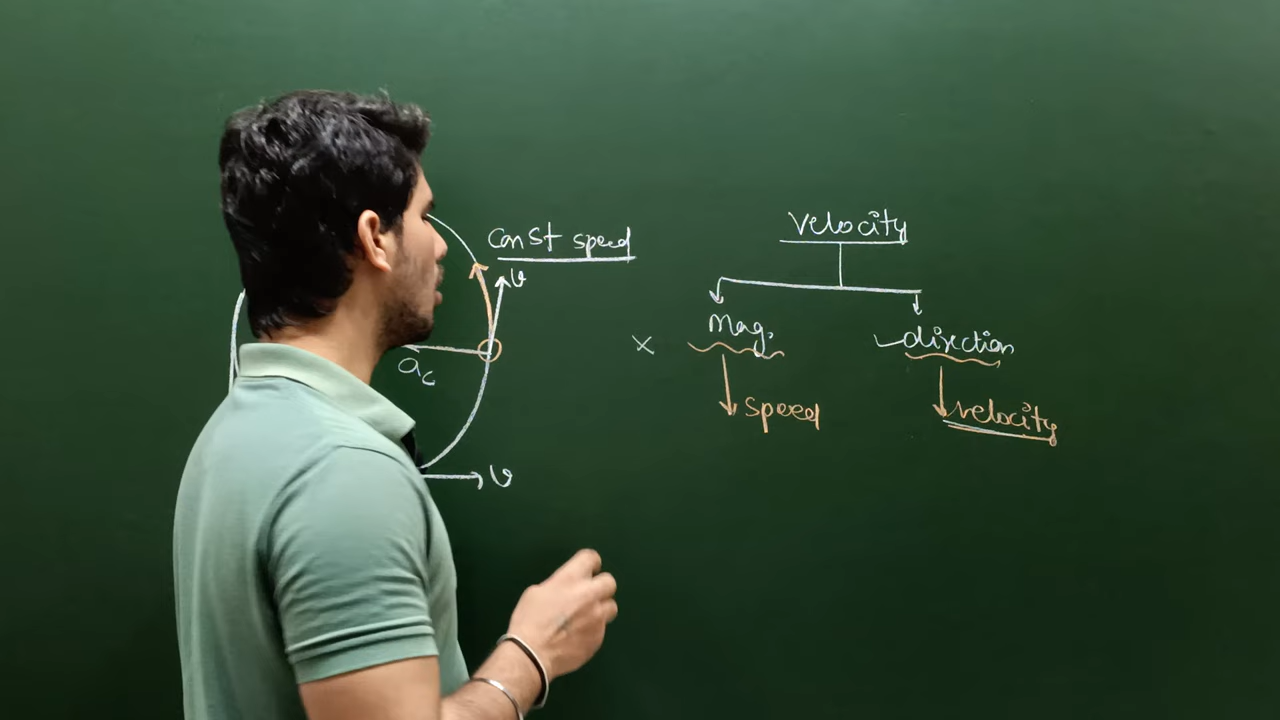 Const speed
v
ac
v
Velocity
× Mag. ✓direction
speed velocity